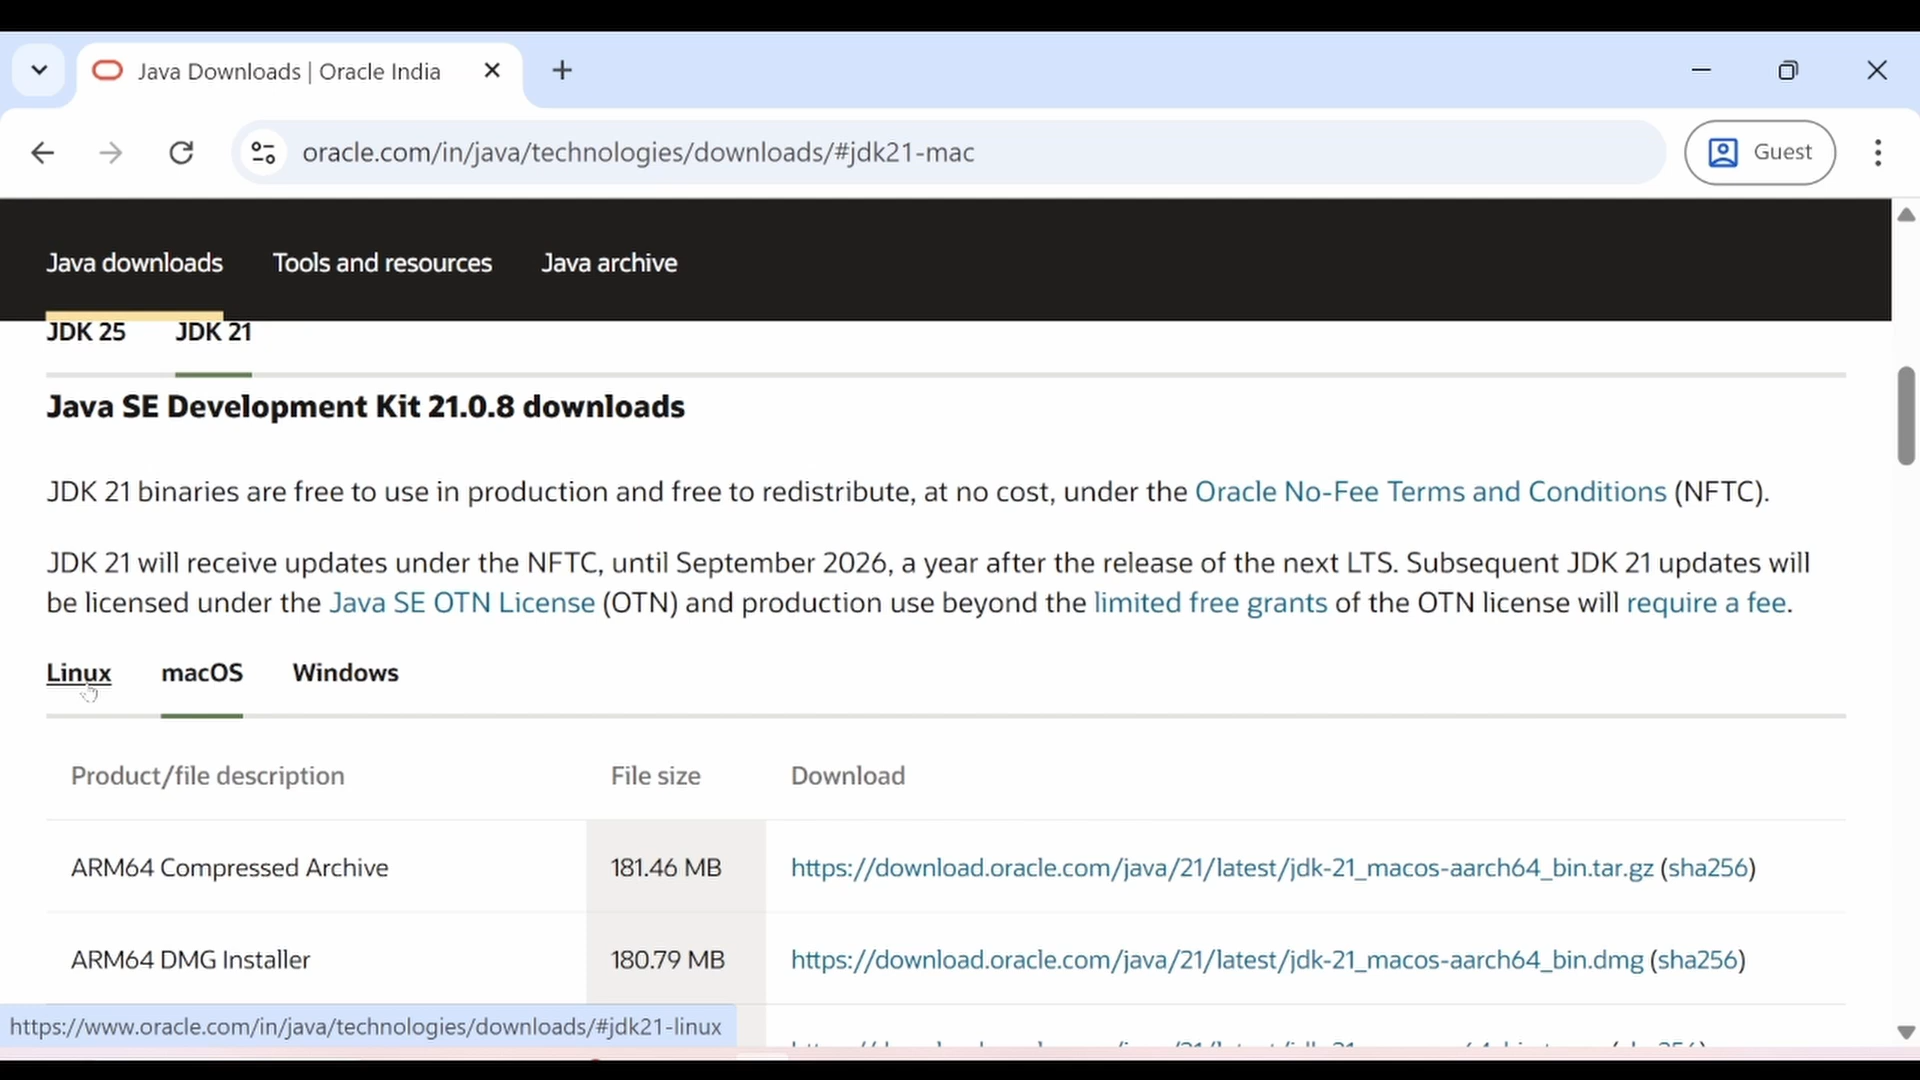 Java Downloads | Oracle India
oracle.com/in/java/technologies/downloads/#jdk21-mac
Guest
Java downloads Tools and resources Java archive
JDK 25 JDK 21
Java SE Development Kit 21.0.8 downloads
JDK 21 binaries are free to use in production and free to redistribute, at no cost, under the Oracle No-Fee Terms and Conditions (NFTC).
JDK 21 will receive updates under the NFTC, until September 2026, a year after the release of the next LTS. Subsequent JDK 21 updates will
be licensed under the Java SE OTN License (OTN) and production use beyond the limited free grants of the OTN license will require a fee.
Linux macOS Windows
Product/file description File size Download
ARM64 Compressed Archive 181.46 MB https://download.oracle.com/java/21/latest/jdk-21_macos-aarch64_bin.tar.gz (sha256)
ARM64 DMG Installer 180.79 MB https://download.oracle.com/java/21/latest/jdk-21_macos-aarch64_bin.dmg (sha256)
https://www.oracle.com/in/java/technologies/downloads/#jdk21-linux